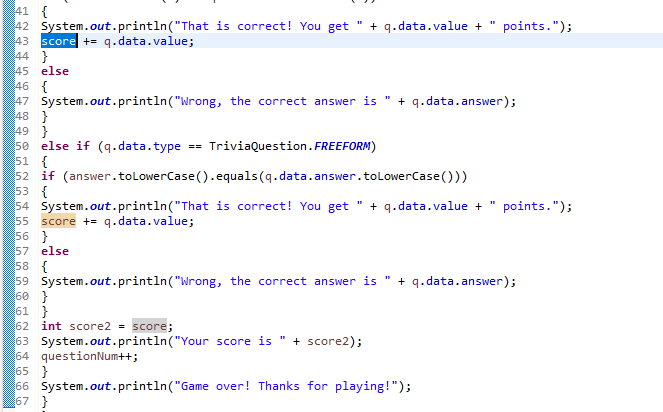 41 {
42 System.out.println("That is correct! You get " + q.data.value + " points.");
43 score += q.data.value;
44 }
45 else
46 {
47 System.out.println("Wrong, the correct answer is " + q.data.answer);
48 }
49 }
50 else if (q.data.type == TriviaQuestion.FREEFORM)
51 {
52 if (answer.toLowerCase().equals(q.data.answer.toLowerCase()))
53 {
54 System.out.println("That is correct! You get " + q.data.value + " points.");
55 score += q.data.value;
56 }
57 else
58 {
59 System.out.println("Wrong, the correct answer is " + q.data.answer);
60 }
61 }
62 int score2 = score;
63 System.out.println("Your score is " + score2);
64 questionNum++;
65 }
66 System.out.println("Game over! Thanks for playing!");
67 }